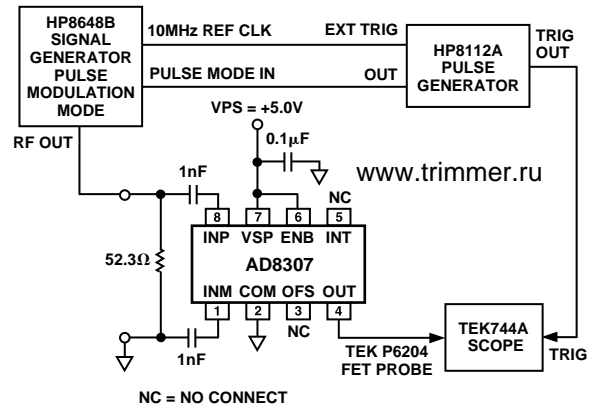 HP8648B
SIGNAL
GENERATOR
PULSE
MODULATION
MODE
10MHz REF CLK
EXT TRIG
PULSE MODE IN
OUT
HP8112A
PULSE
GENERATOR
TRIG
OUT
VPS = +5.0V
RF OUT
0.1μF
1nF
NC
www.trimmer.ru
8
7
6
5
INP
VSP
ENB
INT
52.3Ω
AD8307
INM
COM
OFS
OUT
1
2
3
4
NC
1nF
TEK P6204
FET PROBE
TEK744A
SCOPE
TRIG
NC = NO CONNECT